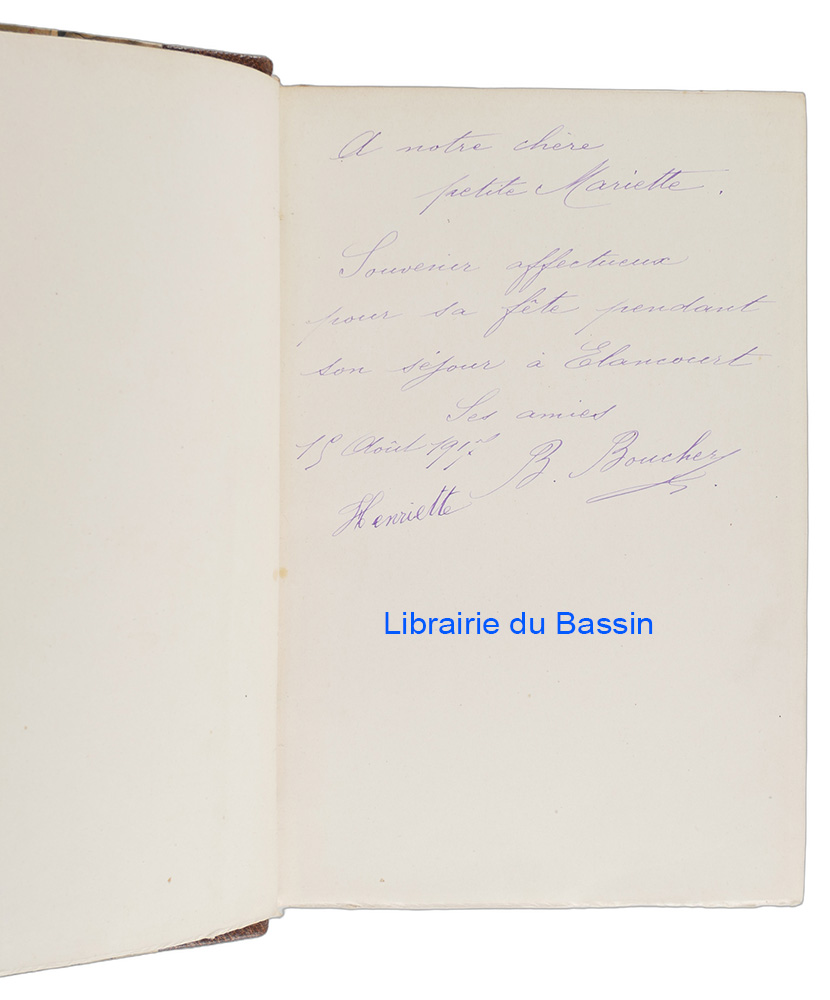 A notre chère
petite Mariette.
Souvenir affectueux
pour sa fête pendant
son séjour à Elancourt
Ses amies
15 Août 1917 B. Boucher.
Henriette
Librairie du Bassin